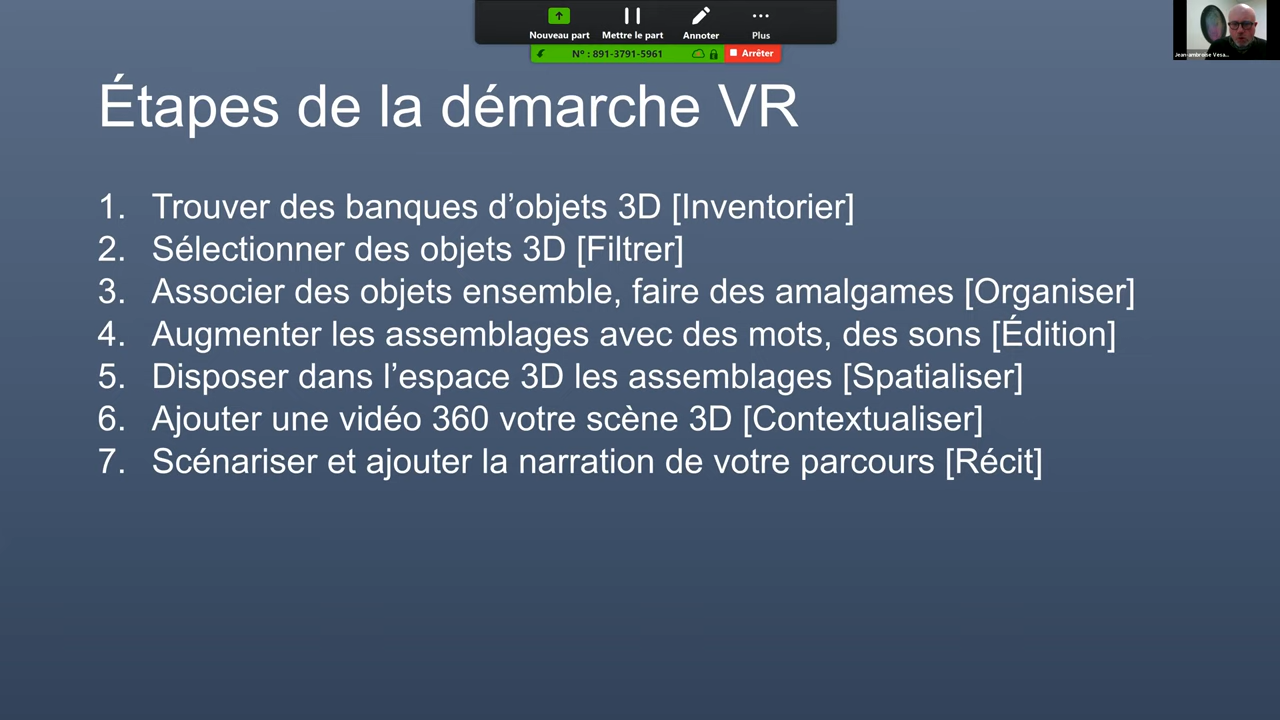 Nouveau part Mettre le part Annoter Plus
N° : 891-3791-5961 Arrêter
Jean-ambroise Vesa...
Étapes de la démarche VR
1. Trouver des banques d’objets 3D [Inventorier]
2. Sélectionner des objets 3D [Filtrer]
3. Associer des objets ensemble, faire des amalgames [Organiser]
4. Augmenter les assemblages avec des mots, des sons [Édition]
5. Disposer dans l’espace 3D les assemblages [Spatialiser]
6. Ajouter une vidéo 360 votre scène 3D [Contextualiser]
7. Scénariser et ajouter la narration de votre parcours [Récit]